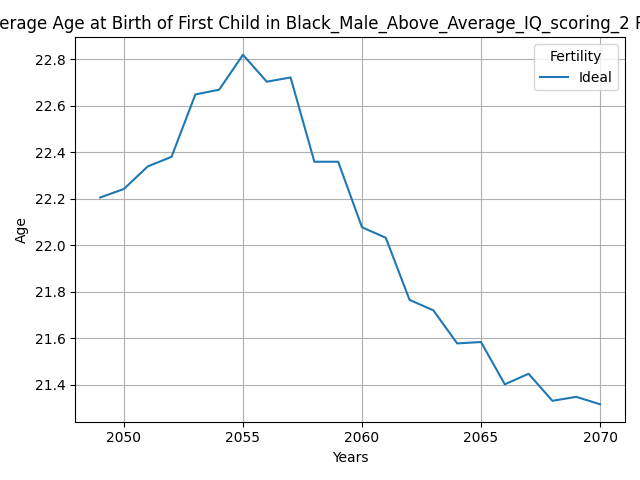 erage Age at Birth of First Child in Black_Male_Above_Average_IQ_scoring_2
Fertility
Ideal
22.8
22.6
22.4
22.2
22.0
21.8
21.6
21.4
Age
2050 2055 2060 2065 2070
Years